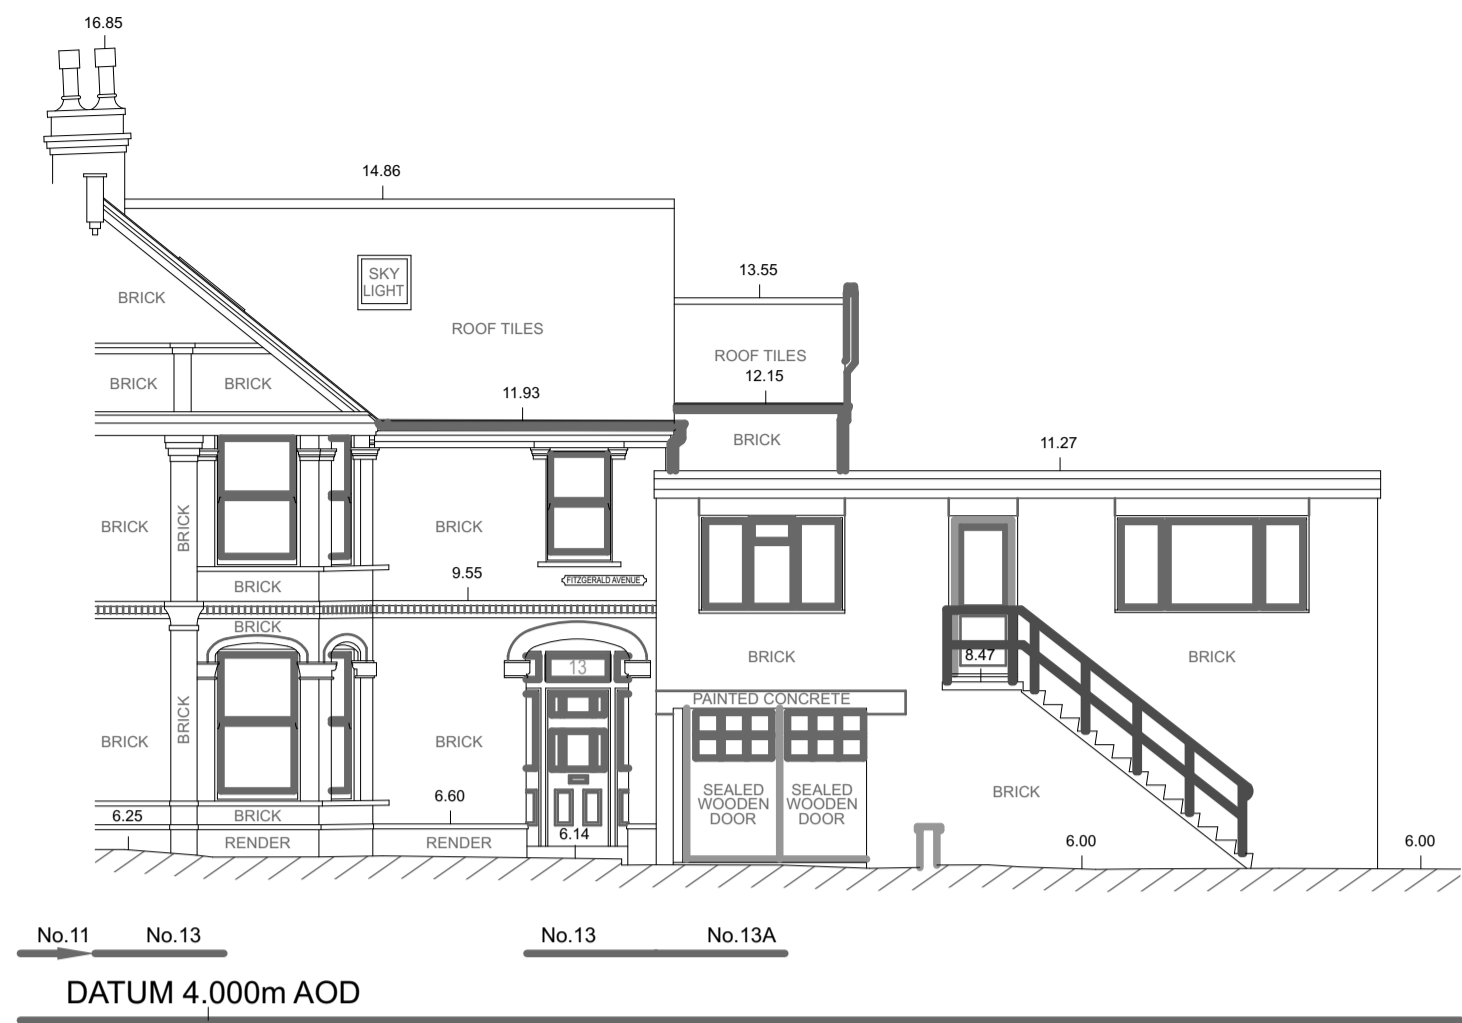 16.85
14.86
SKY
LIGHT
13.55
BRICK
ROOF TILES
ROOF TILES
12.15
BRICK
BRICK
11.93
BRICK
11.27
BRICK
BRICK
BRICK
FITZGERALD AVENUE
BRICK
9.55
BRICK
13
BRICK
8.47
BRICK
PAINTED CONCRETE
BRICK
BRICK
BRICK
SEALED
WOODEN
DOOR
SEALED
WOODEN
DOOR
BRICK
6.25
BRICK
6.60
RENDER
RENDER
6.14
6.00
6.00
No.11
No.13
No.13
No.13A
DATUM 4.000m AOD